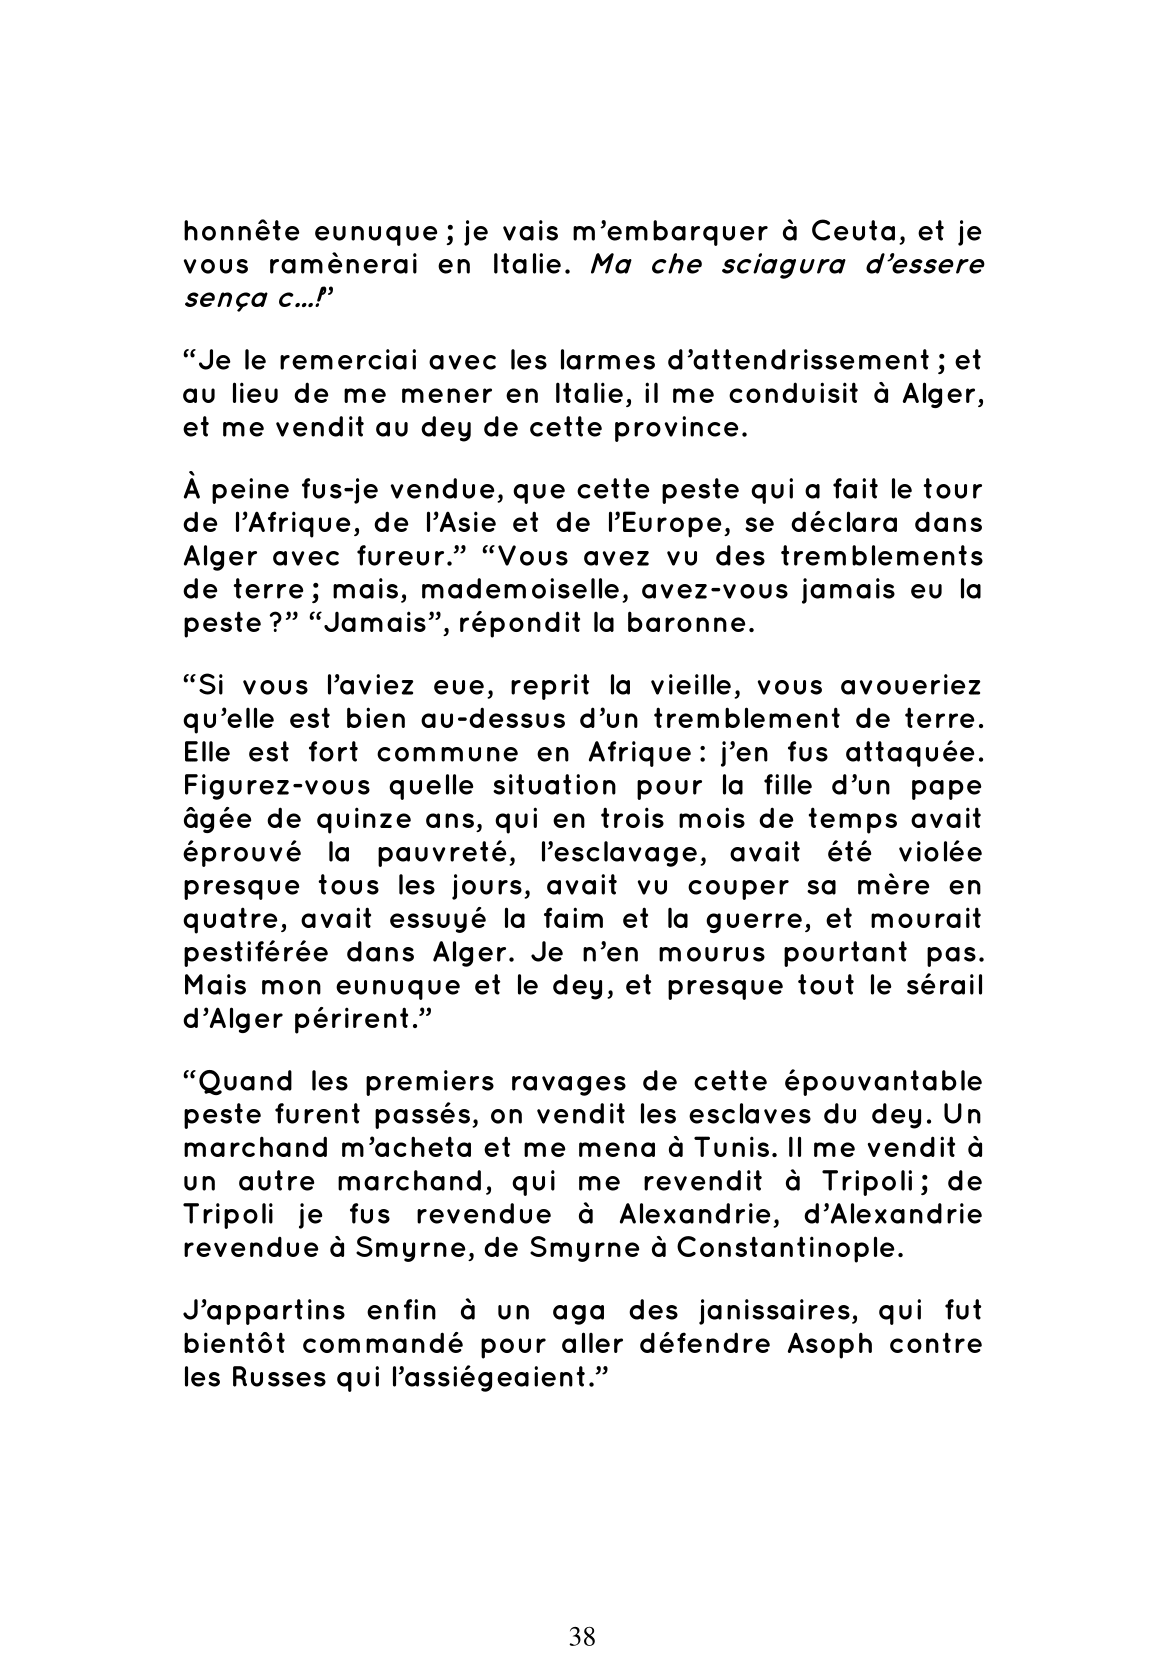 honnête eunuque ; je vais m’embarquer à Ceuta, et je
vous ramènerai en Italie. Ma che sciagura d’essere
sença c…!”
“Je le remerciai avec les larmes d’attendrissement ; et
au lieu de me mener en Italie, il me conduisit à Alger,
et me vendit au dey de cette province.
À peine fus-je vendue, que cette peste qui a fait le tour
de l’Afrique, de l’Asie et de l’Europe, se déclara dans
Alger avec fureur.” “Vous avez vu des tremblements
de terre ; mais, mademoiselle, avez-vous jamais eu la
peste ?” “Jamais”, répondit la baronne.
“Si vous l’aviez eue, reprit la vieille, vous avoueriez
qu’elle est bien au-dessus d’un tremblement de terre.
Elle est fort commune en Afrique : j’en fus attaquée.
Figurez-vous quelle situation pour la fille d’un pape
âgée de quinze ans, qui en trois mois de temps avait
éprouvé la pauvreté, l’esclavage, avait été violée
presque tous les jours, avait vu couper sa mère en
quatre, avait essuyé la faim et la guerre, et mourait
pestiférée dans Alger. Je n’en mourus pourtant pas.
Mais mon eunuque et le dey, et presque tout le sérail
d’Alger périrent.”
“Quand les premiers ravages de cette épouvantable
peste furent passés, on vendit les esclaves du dey. Un
marchand m’acheta et me mena à Tunis. Il me vendit à
un autre marchand, qui me revendit à Tripoli ; de
Tripoli je fus revendue à Alexandrie, d’Alexandrie
revendue à Smyrne, de Smyrne à Constantinople.
J’appartins enfin à un aga des janissaires, qui fut
bientôt commandé pour aller défendre Asoph contre
les Russes qui l’assiégeaient.”
38